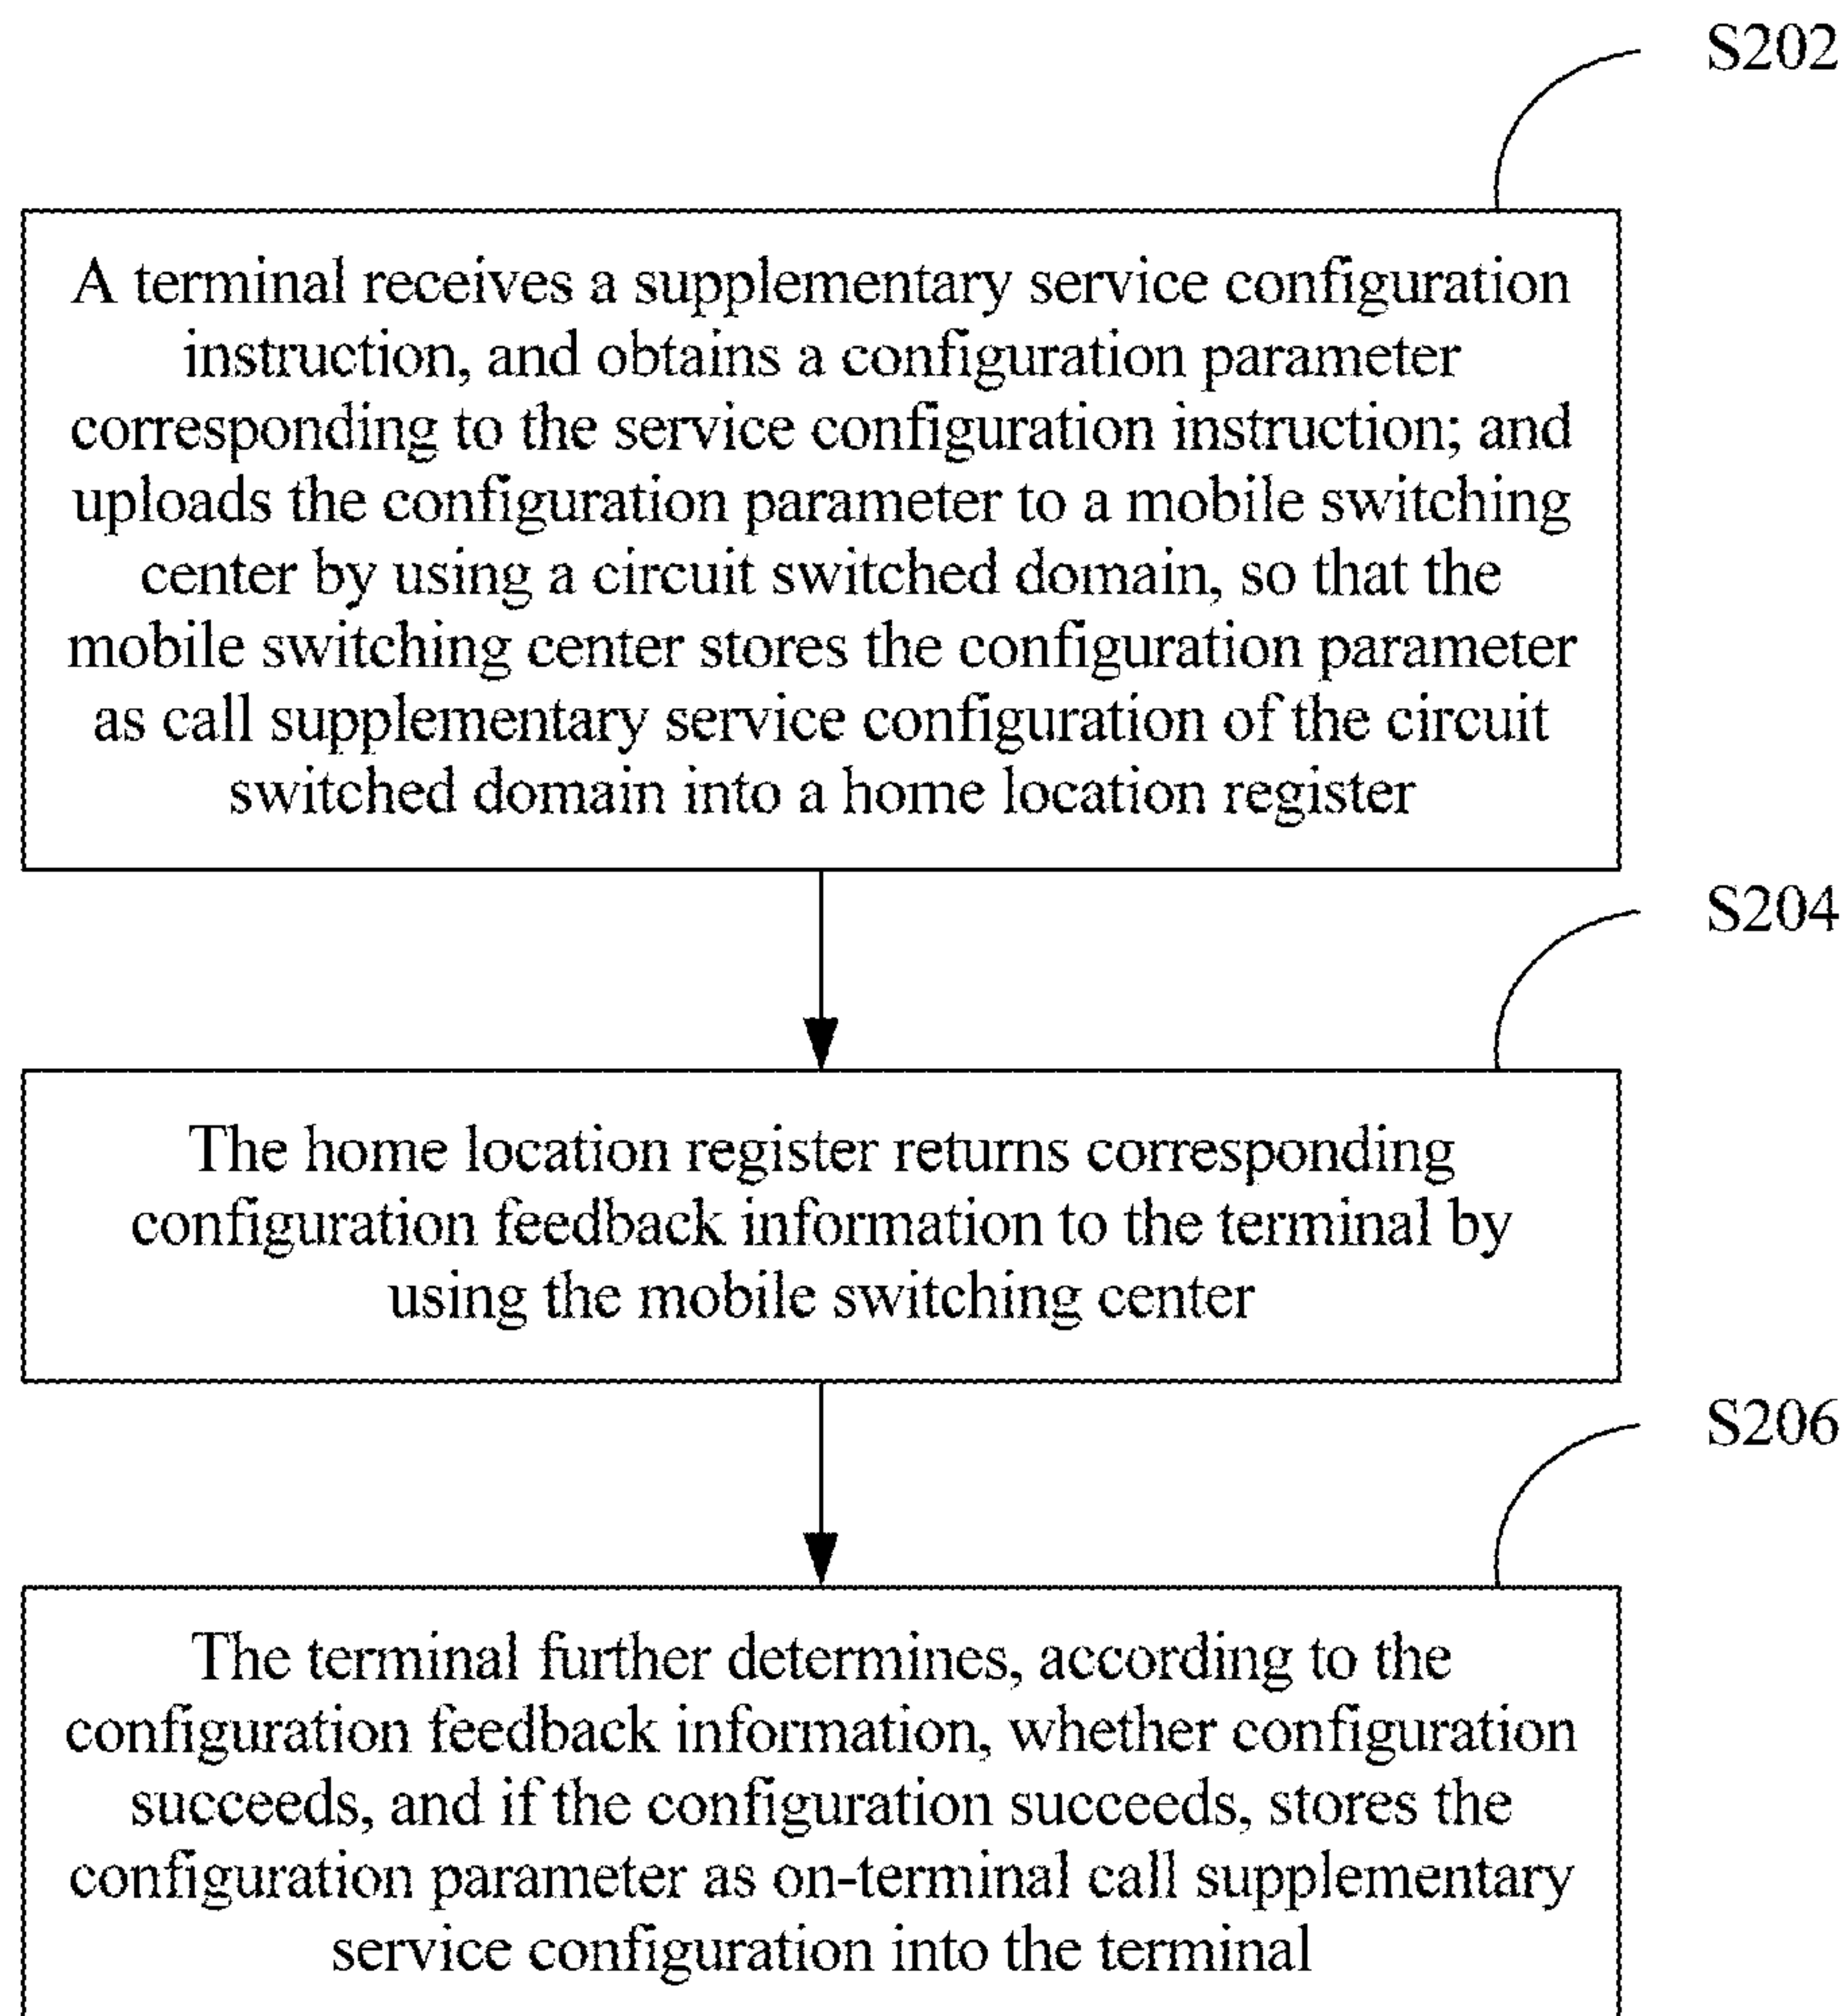 S202
A terminal receives a supplementary service configuration
instruction, and obtains a configuration parameter
corresponding to the service configuration instruction; and
uploads the configuration parameter to a mobile switching
center by using a circuit switched domain, so that the
mobile switching center stores the configuration parameter
as call supplementary service configuration of the circuit
switched domain into a home location register
S204
The home location register returns corresponding
configuration feedback information to the terminal by
using the mobile switching center
S206
The terminal further determines, according to the
configuration feedback information, whether configuration
succeeds, and if the configuration succeeds, stores the
configuration parameter as on-terminal call supplementary
service configuration into the terminal